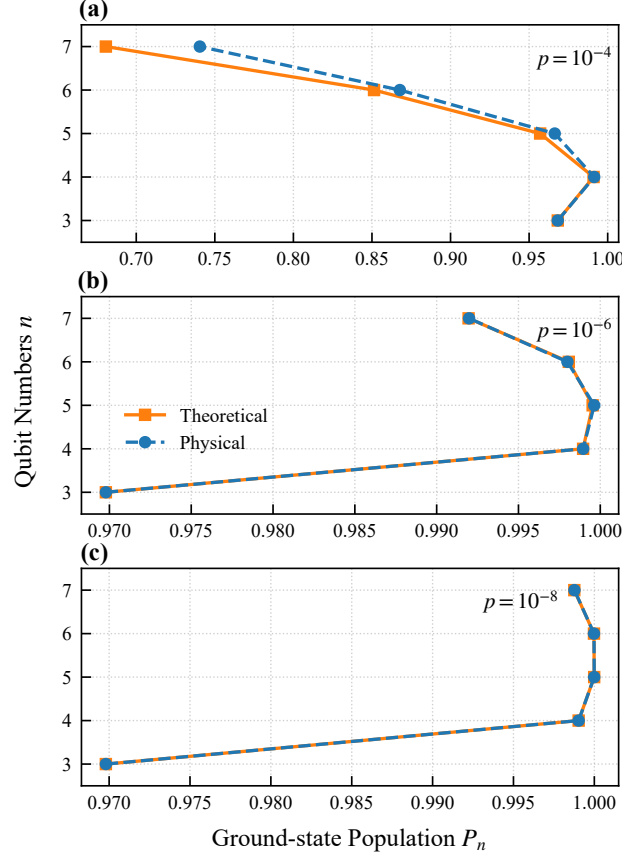 (a)
7
6
5
4
3
p = 10⁻⁴
0.70 0.75 0.80 0.85 0.90 0.95 1.00
(b)
7
6
5
4
3
p = 10⁻⁶
Theoretical
Physical
0.970 0.975 0.980 0.985 0.990 0.995 1.000
Qubit Numbers n
(c)
7
6
5
4
3
p = 10⁻⁸
0.970 0.975 0.980 0.985 0.990 0.995 1.000
Ground-state Population Pₙ